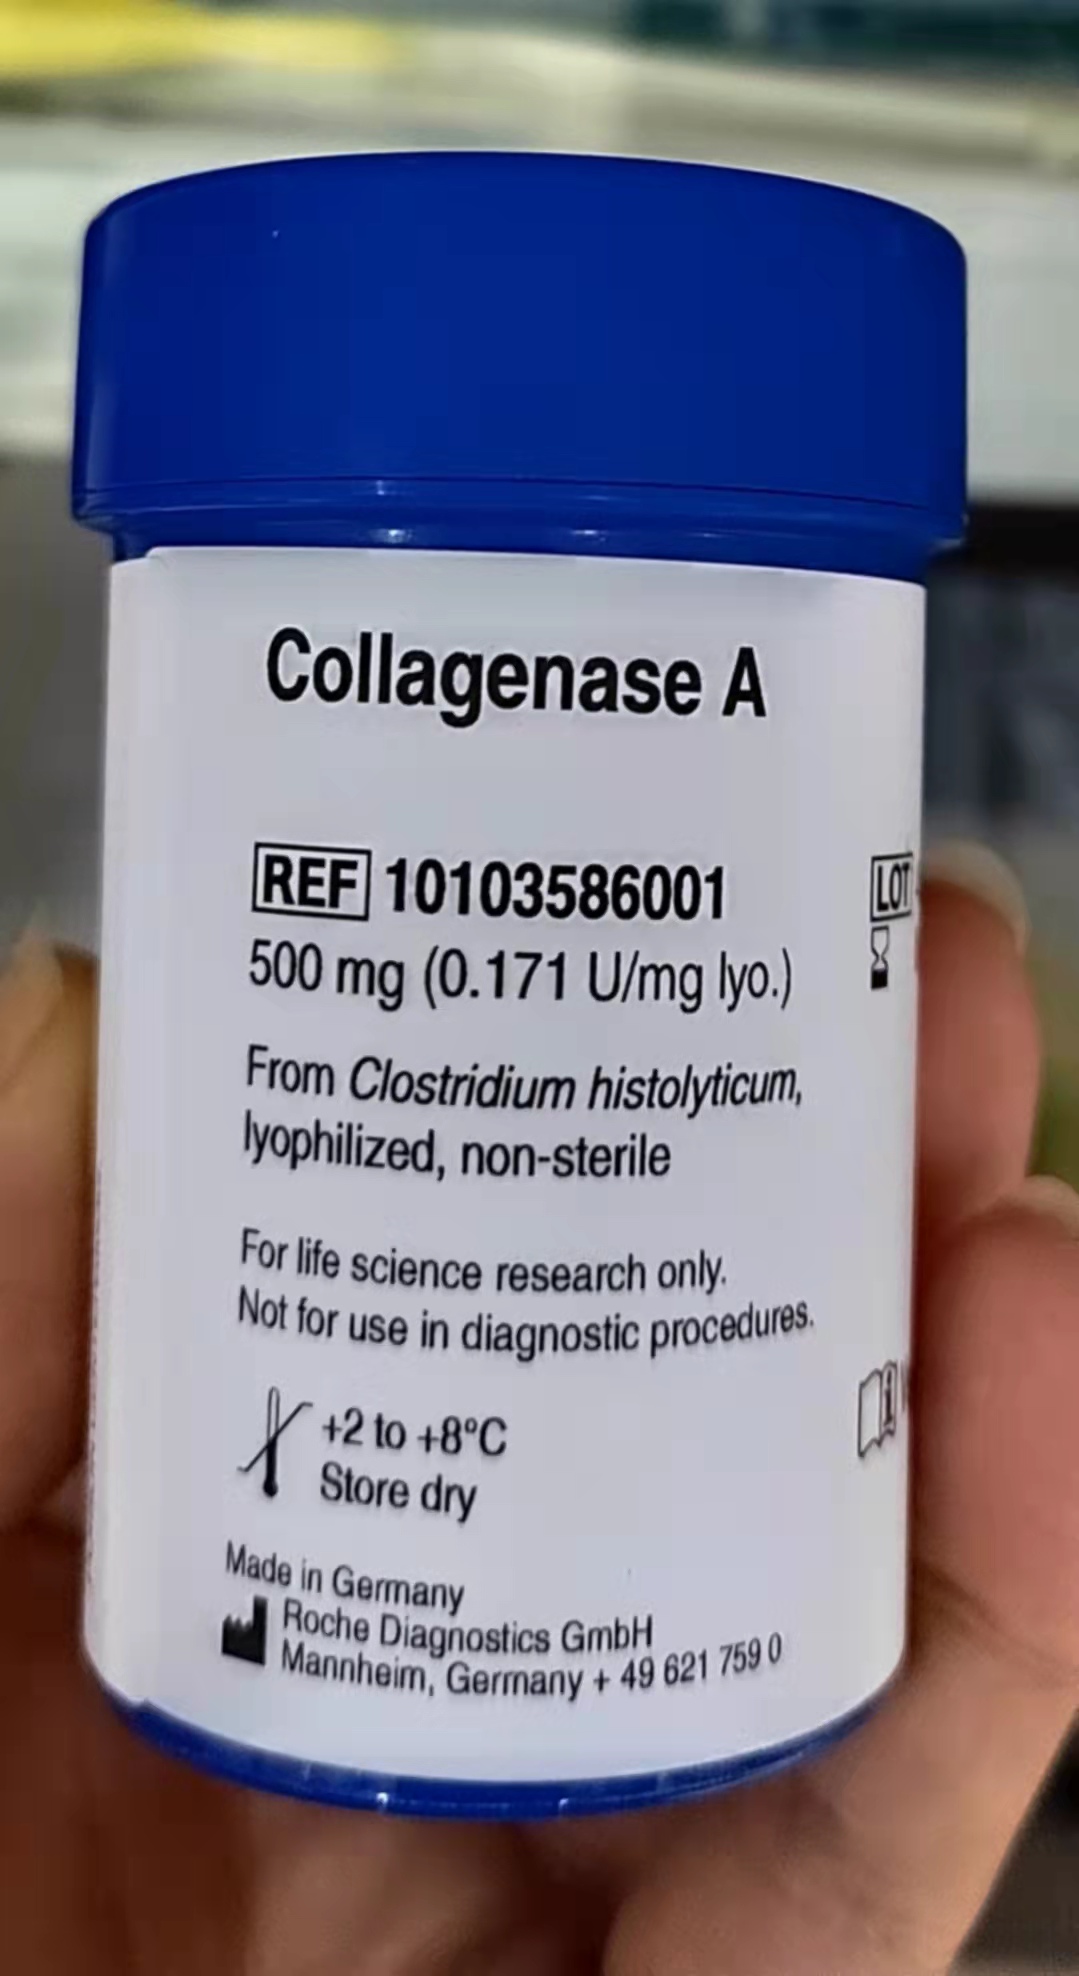 Collagenase A
REF 10103586001
LOT
500 mg (0.171 U/mg lyo.)
From Clostridium histolyticum,
lyophilized, non-sterile
For life science research only.
Not for use in diagnostic procedures.
+2 to +8°C
Store dry
Made in Germany
Roche Diagnostics GmbH
Mannheim, Germany + 49 621 759 0